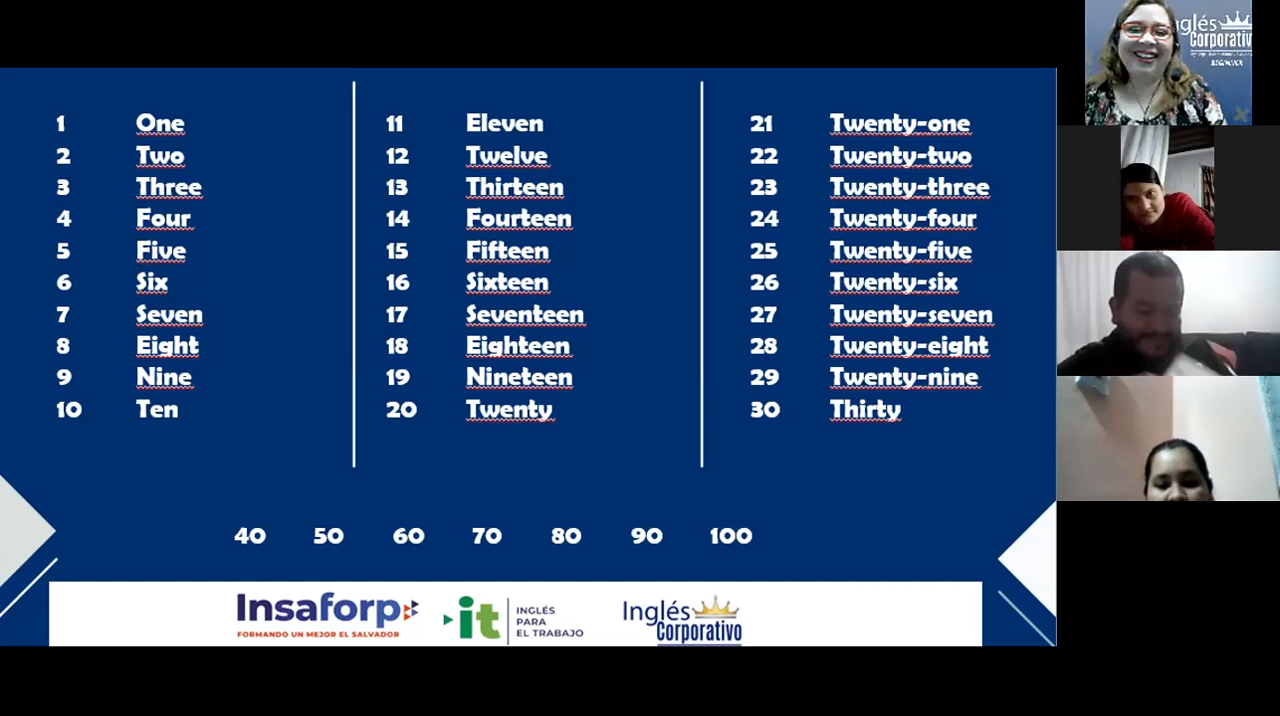 1 One
2 Two
3 Three
4 Four
5 Five
6 Six
7 Seven
8 Eight
9 Nine
10 Ten
11 Eleven
12 Twelve
13 Thirteen
14 Fourteen
15 Fifteen
16 Sixteen
17 Seventeen
18 Eighteen
19 Nineteen
20 Twenty
21 Twenty-one
22 Twenty-two
23 Twenty-three
24 Twenty-four
25 Twenty-five
26 Twenty-six
27 Twenty-seven
28 Twenty-eight
29 Twenty-nine
30 Thirty
40 50 60 70 80 90 100
Insaforp
FORMANDO UN MEJOR EL SALVADOR
it
INGLÉS
PARA
EL TRABAJO
Inglés
Corporativo
Inglés
Corporativo